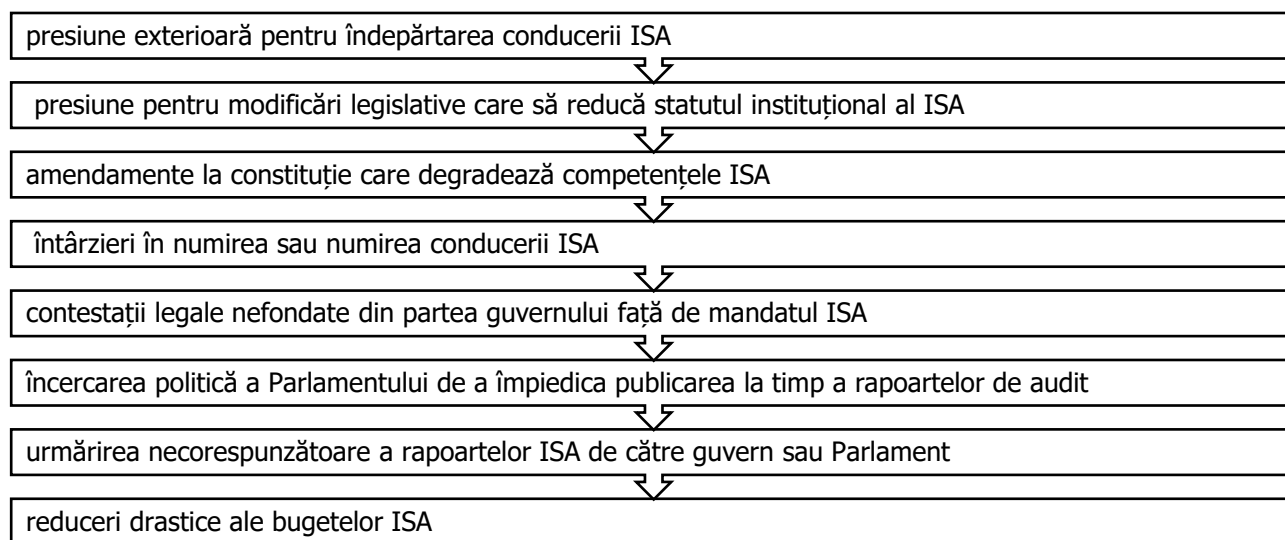 presiune exterioară pentru îndepărtarea conducerii ISA
presiune pentru modificări legislative care să reducă statutul instituțional al ISA
amendamente la constituție care degradează competențele ISA
întârzieri în numirea sau numirea conducerii ISA
contestații legale nefondate din partea guvernului față de mandatul ISA
încercarea politică a Parlamentului de a împiedica publicarea la timp a rapoartelor de audit
urmărirea necorespunzătoare a rapoartelor ISA de către guvern sau Parlament
reduceri drastice ale bugetelor ISA